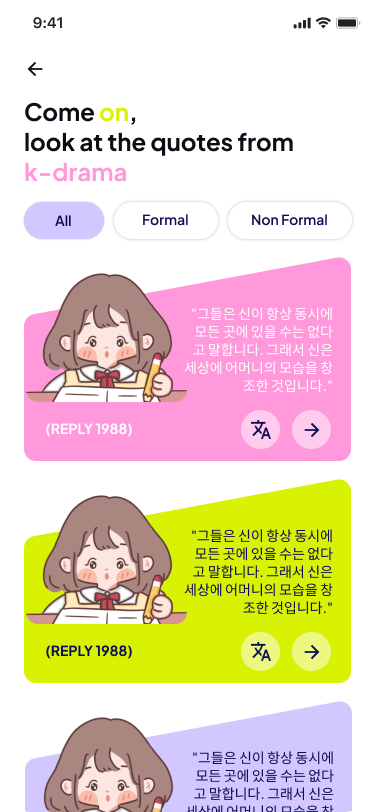 9:41
Come on,
look at the quotes from
k-drama
All
Formal
Non Formal
"그들은 신이 항상 동시에
모든 곳에 있을 수는 없다
고 말합니다. 그래서 신은
세상에 어머니의 모습을 창
조한 것입니다."
(REPLY 1988)
"그들은 신이 항상 동시에
모든 곳에 있을 수는 없다
고 말합니다. 그래서 신은
세상에 어머니의 모습을 창
조한 것입니다."
(REPLY 1988)
"그들은 신이 항상 동시에
모든 곳에 있을 수는 없다
고 말합니다. 그래서 신은